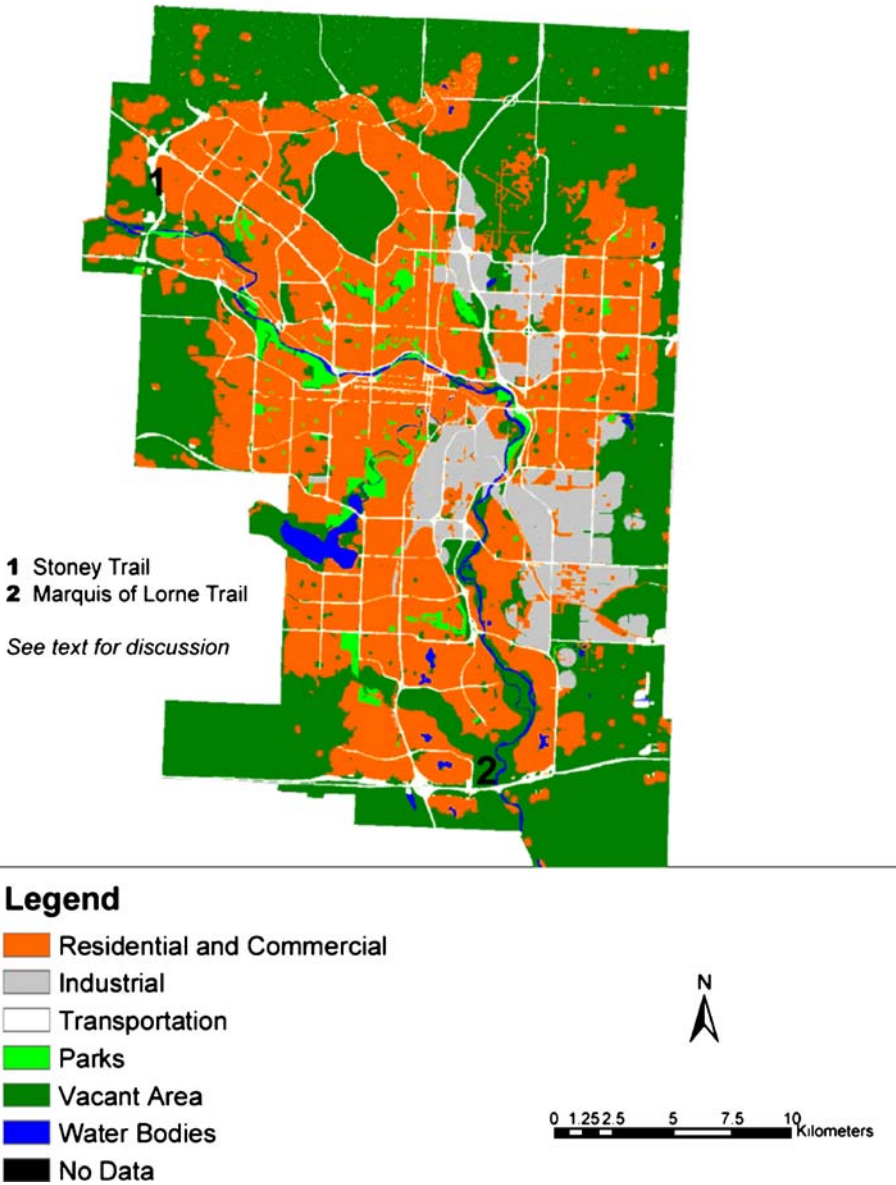 1
1 Stoney Trail
2 Marquis of Lorne Trail
See text for discussion
2
Legend
Residential and Commercial
Industrial
Transportation
Parks
Vacant Area
Water Bodies
No Data
N
0 1.25 2.5 5 7.5 10
Kilometers